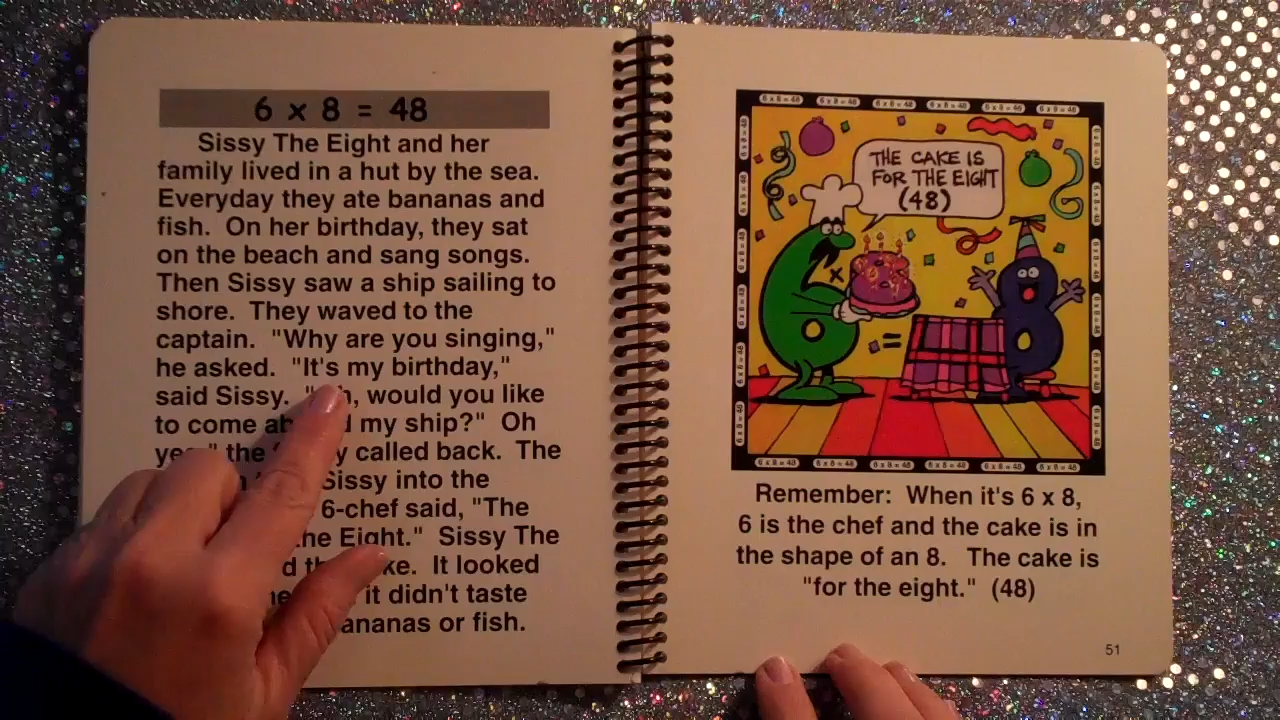 6 x 8 = 48
Sissy The Eight and her
family lived in a hut by the sea.
Everyday they ate bananas and
fish. On her birthday, they sat
on the beach and sang songs.
Then Sissy saw a ship sailing to
shore. They waved to the
captain. "Why are you singing,"
he asked. "It's my birthday,"
said Sissy. would you like
to come my ship?" Oh
the called back. The
Sissy into the
6-chef said, "The
the Eight." Sissy The
It looked
it didn't taste
or fish.
THE CAKE IS
FOR THE EIGHT
(48)
x
=
Remember: When it's 6 x 8,
6 is the chef and the cake is in
the shape of an 8. The cake is
"for the eight." (48)
51